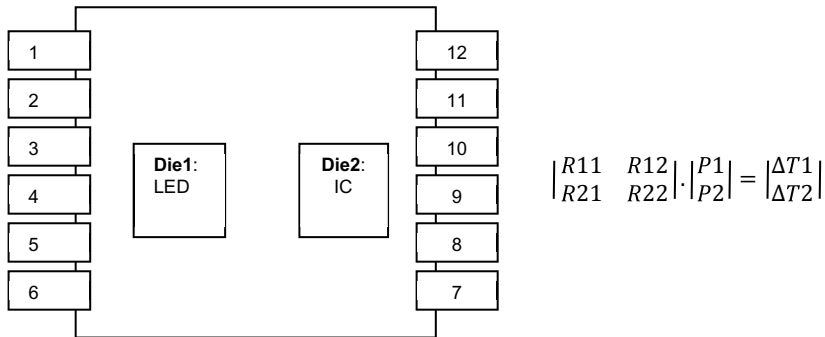 1
2
3
4
5
6
12
11
10
9
8
7
Die1:
LED
Die2:
IC
|R11 R12| . |P1| = |ΔT1|
|R21 R22| |P2| |ΔT2|